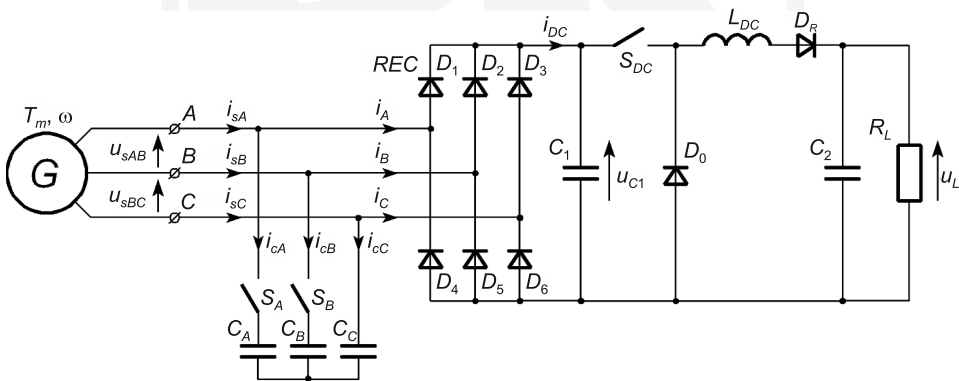 i_DC
L_DC
D_R
S_DC
REC
D_1
D_2
D_3
T_m, ω
A
i_sA
i_A
u_sAB
R_L
G
B
i_sB
i_B
C_1
u_C1
D_0
C_2
u_L
u_sBC
C
i_sC
i_C
i_cA
i_cB
i_cC
D_4
D_5
D_6
S_A
S_B
C_A
C_B
C_C